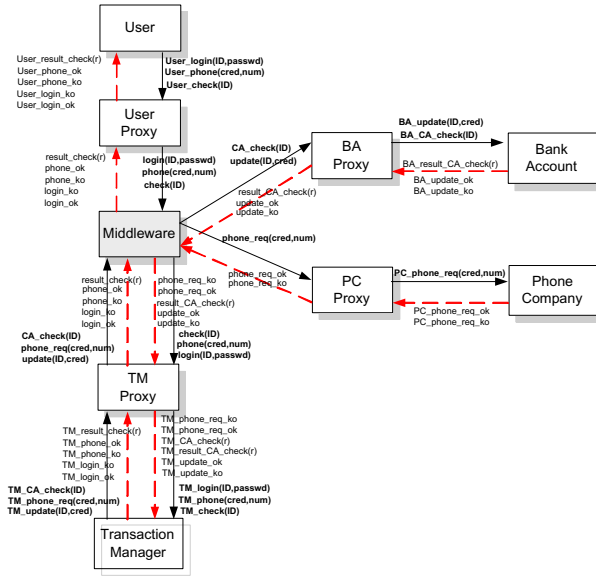 User
User_result_check(r)
User_phone_ok
User_phone_ko
User_login_ko
User_login_ok
User_login(ID,passwd)
User_phone(cred,num)
User_check(ID)
User
Proxy
result_check(r)
phone_ok
phone_ko
login_ko
login_ok
login(ID,passwd)
phone(cred,num)
check(ID)
CA_check(ID)
update(ID,cred)
BA
Proxy
BA_update(ID,cred)
BA_CA_check(ID)
BA_result_CA_check(r)
BA_update_ok
BA_update_ko
Bank
Account
result_CA_check(r)
update_ok
update_ko
Middleware
phone_req(cred,num)
phone_req_ok
phone_req_ko
PC
Proxy
PC_phone_req(cred,num)
PC_phone_req_ok
PC_phone_req_ko
Phone
Company
result_check(r)
phone_ok
phone_ko
login_ko
login_ok
CA_check(ID)
phone_req(cred,num)
update(ID,cred)
phone_req_ko
phone_req_ok
result_CA_check(r)
update_ok
update_ko
check(ID)
phone(cred,num)
login(ID,passwd)
TM
Proxy
TM_result_check(r)
TM_phone_ok
TM_phone_ko
TM_login_ko
TM_login_ok
TM_CA_check(ID)
TM_phone_req(cred,num)
TM_update(ID,cred)
TM_phone_req_ko
TM_phone_req_ok
TM_CA_check(r)
TM_result_CA_check(r)
TM_update_ok
TM_update_ko
TM_login(ID,passwd)
TM_phone(cred,num)
TM_check(ID)
Transaction
Manager